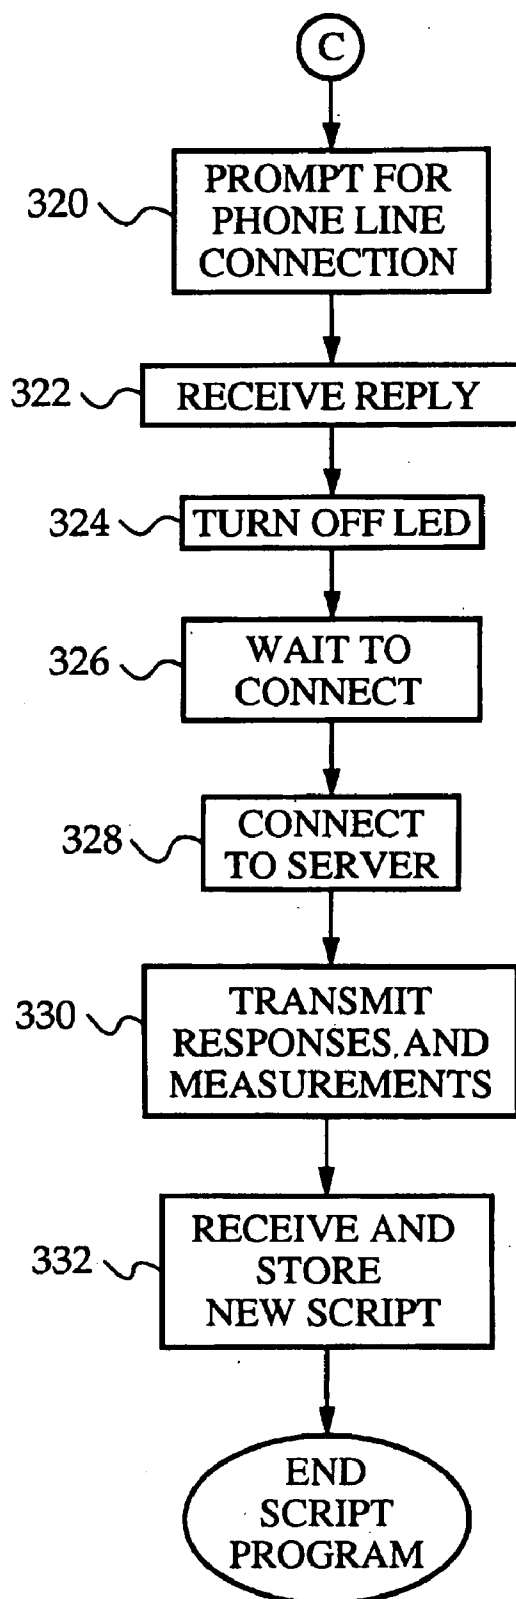 C
320
PROMPT FOR
PHONE LINE
CONNECTION
322
RECEIVE REPLY
324
TURN OFF LED
326
WAIT TO
CONNECT
328
CONNECT
TO SERVER
330
TRANSMIT
RESPONSES, AND
MEASUREMENTS
332
RECEIVE AND
STORE
NEW SCRIPT
END
SCRIPT
PROGRAM